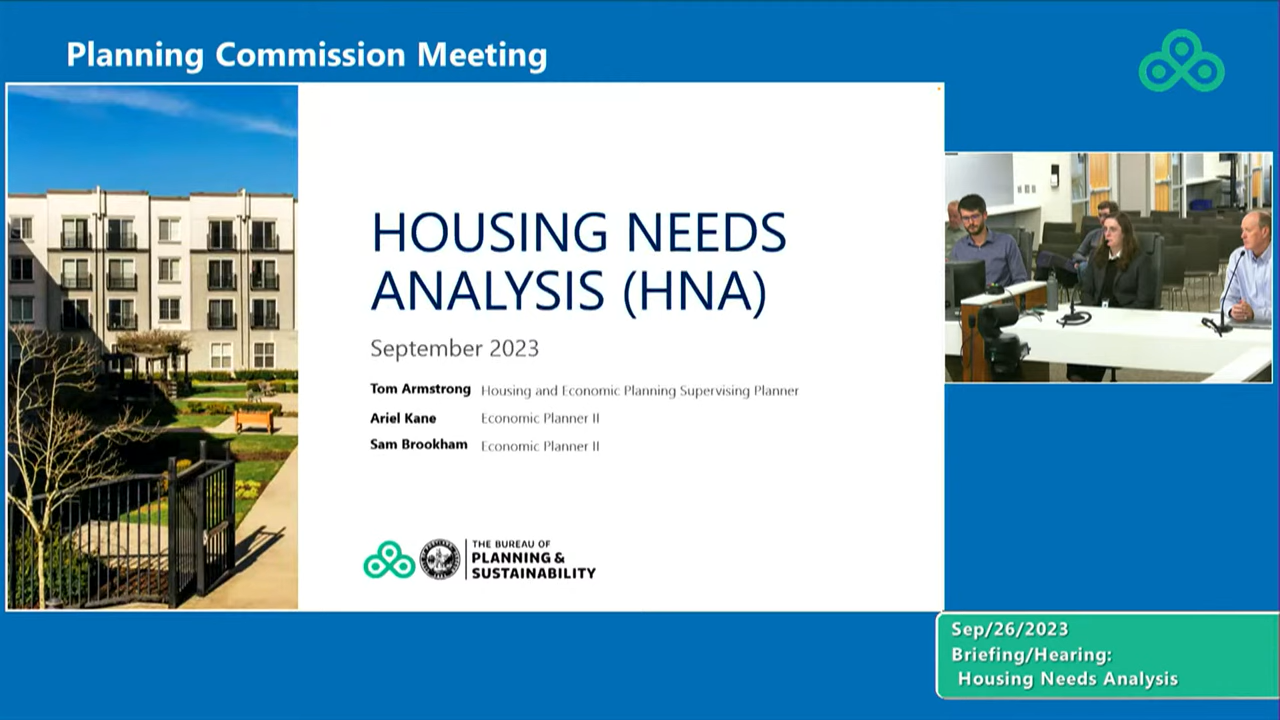 Planning Commission Meeting
HOUSING NEEDS
ANALYSIS (HNA)
September 2023
Tom Armstrong Housing and Economic Planning Supervising Planner
Ariel Kane Economic Planner II
Sam Brookham Economic Planner II
THE BUREAU OF
PLANNING &
SUSTAINABILITY
Sep/26/2023
Briefing/Hearing:
Housing Needs Analysis